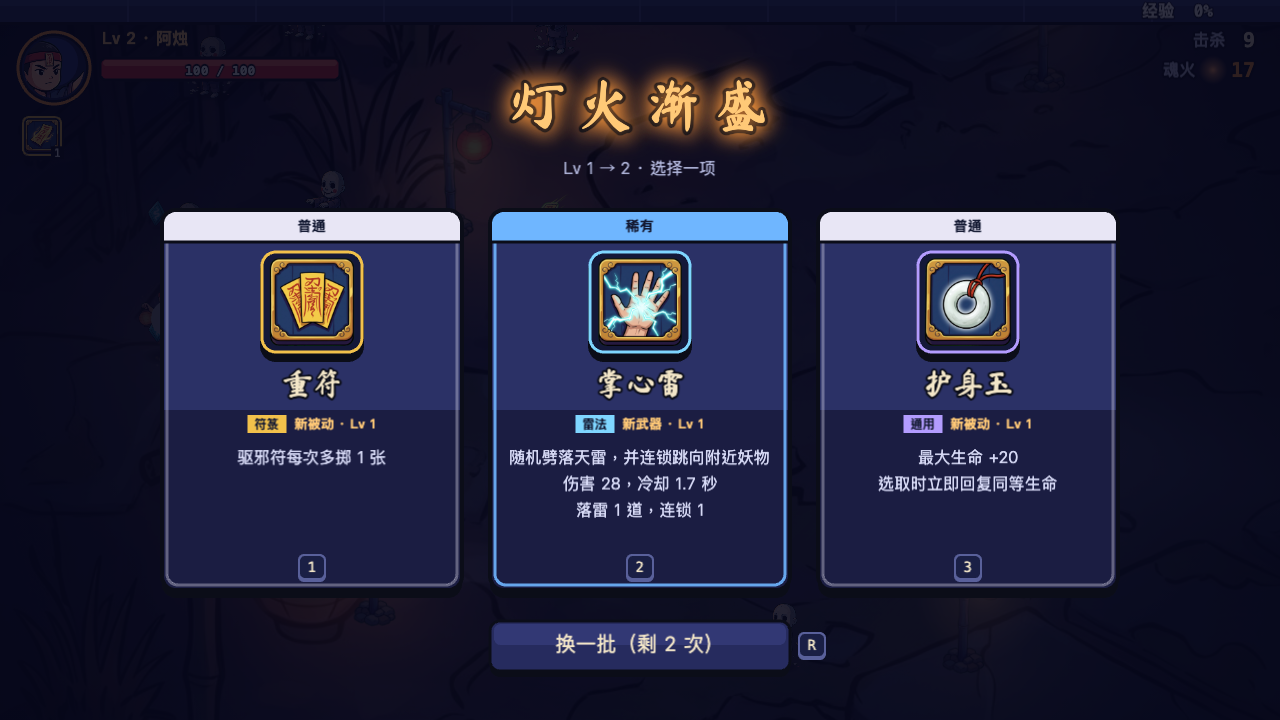 经验 0%
Lv 2 · 阿烛
100 / 100
击杀 9
魂火 17
1
灯火渐盛
Lv 1 → 2 · 选择一项
普通
重符
符箓 新被动 · Lv 1
驱邪符每次多掷 1 张
1
稀有
掌心雷
雷法 新武器 · Lv 1
随机劈落天雷，并连锁跳向附近妖物
伤害 28，冷却 1.7 秒
落雷 1 道，连锁 1
2
普通
护身玉
通用 新被动 · Lv 1
最大生命 +20
选取时立即回复同等生命
3
换一批（剩 2 次） R